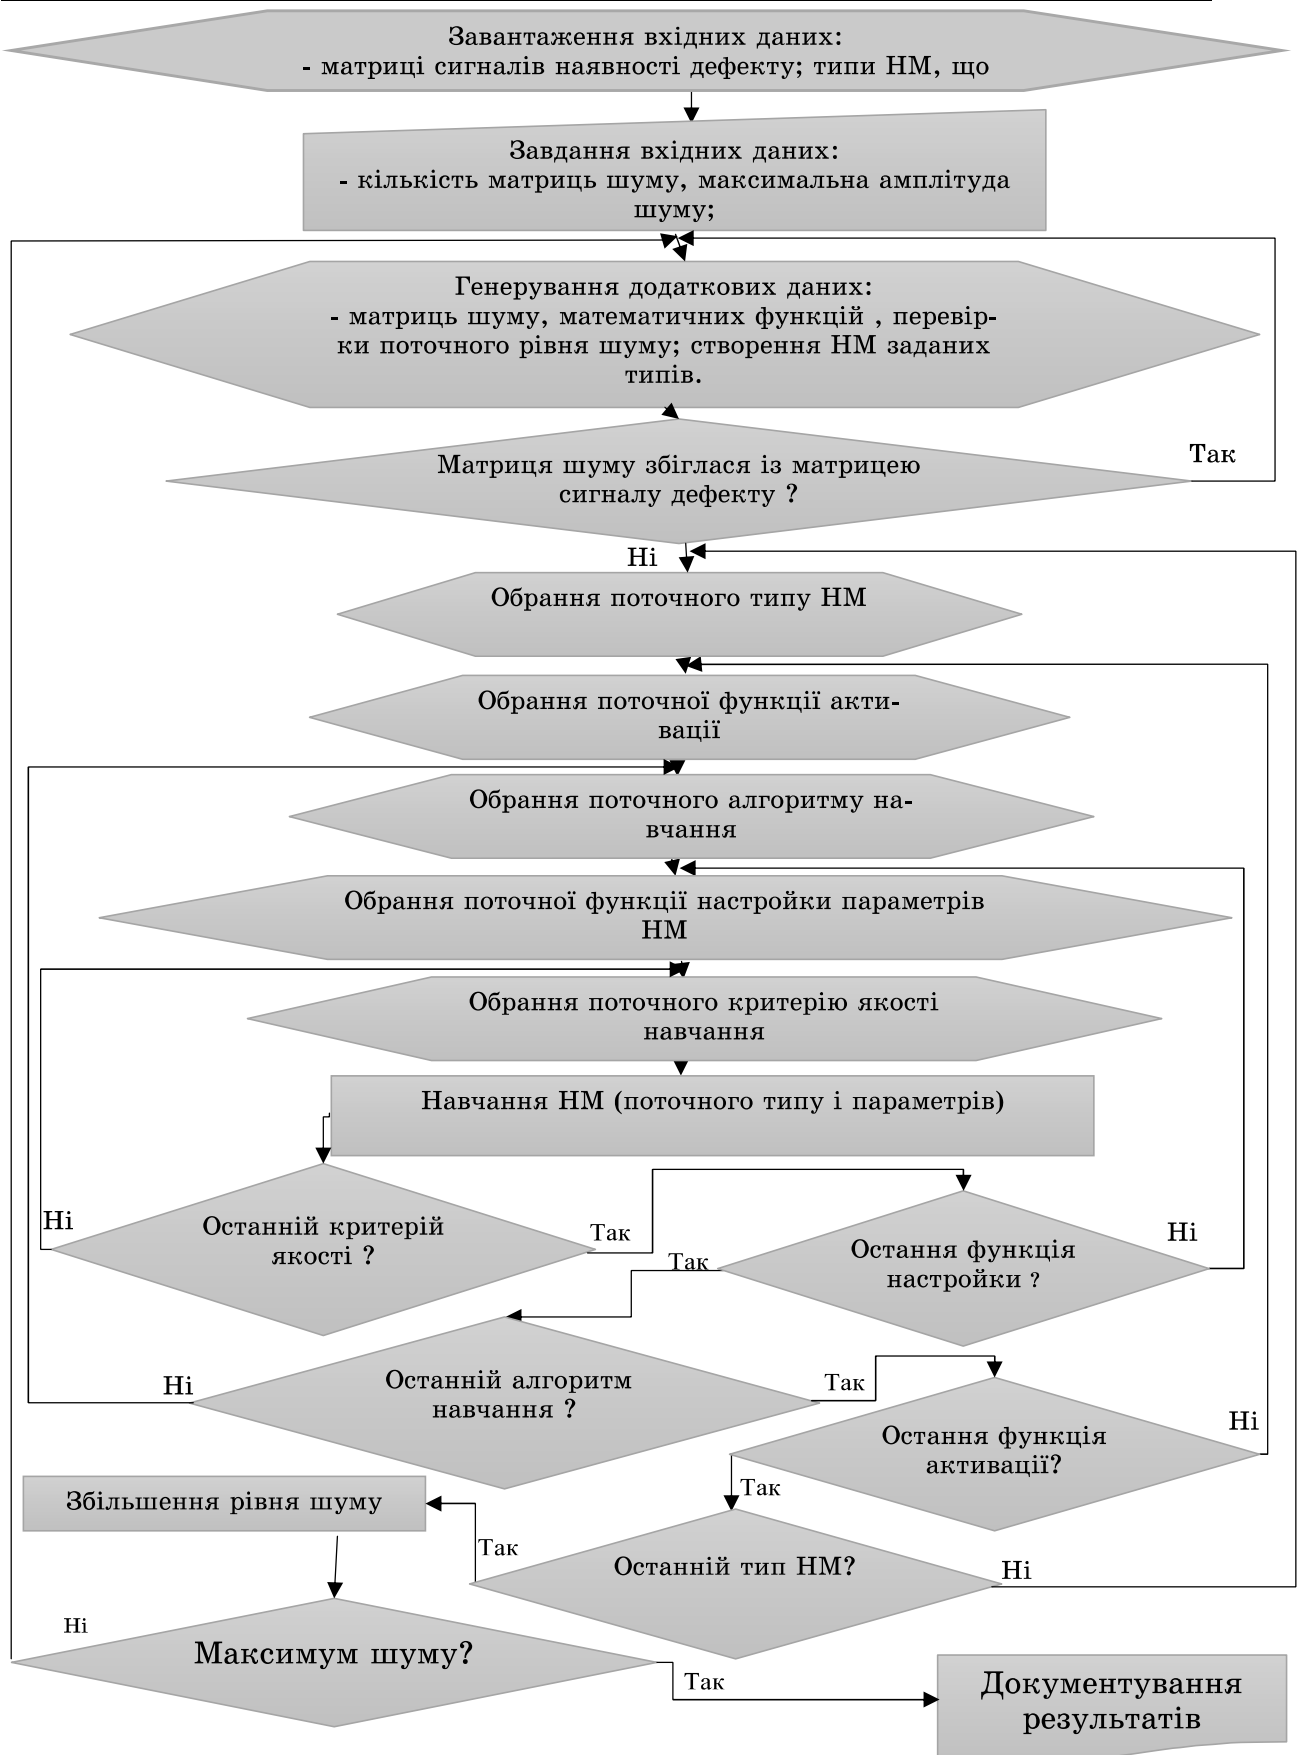 Завантаження вхідних даних:
- матриці сигналів наявності дефекту; типи НМ, що
Завдання вхідних даних:
- кількість матриць шуму, максимальна амплітуда
шуму;
Генерування додаткових даних:
- матриць шуму, математичних функцій , перевір-
ки поточного рівня шуму; створення НМ заданих
типів.
Матриця шуму збіглася із матрицею
сигналу дефекту ?
Так
Ні
Обрання поточного типу НМ
Обрання поточної функції акти-
вації
Обрання поточного алгоритму на-
вчання
Обрання поточної функції настройки параметрів
НМ
Обрання поточного критерію якості
навчання
Навчання НМ (поточного типу і параметрів)
Ні
Останній критерій
якості ?
Так
Так
Остання функція
настройки ?
Ні
Ні
Останній алгоритм
навчання ?
Так
Остання функція
активації?
Ні
Так
Збільшення рівня шуму
Так
Останній тип НМ?
Ні
Ні
Максимум шуму?
Так
Документування
результатів